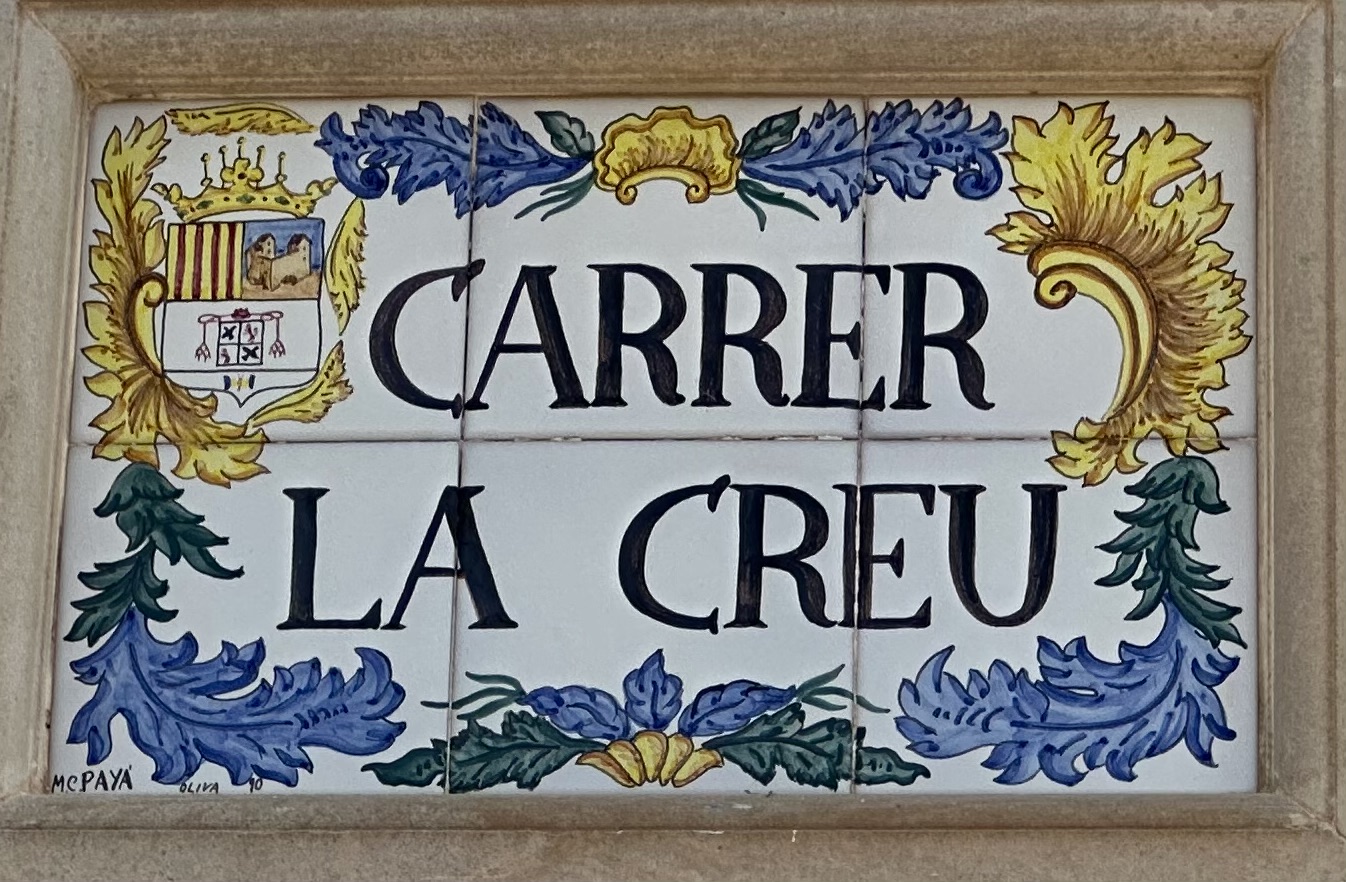 CARRER
LA CREU
M.C.PAYÁ OLIVA 90